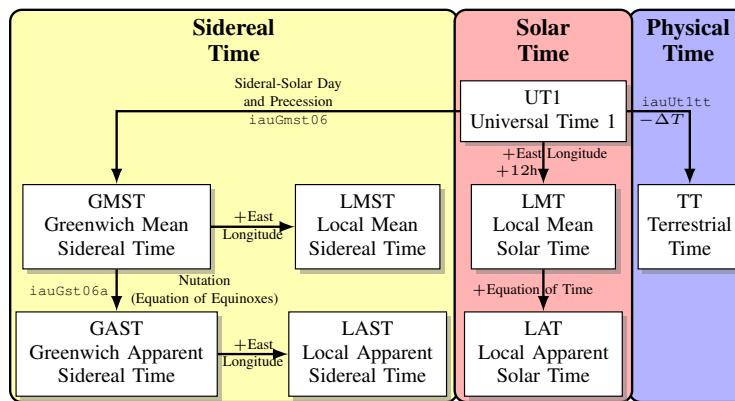 Sidereal
Time
Solar
Time
Physical
Time
Sideral-Solar Day
and Precession
iauGmst06
UT1
Universal Time 1
iauUt1tt
−ΔT
+East Longitude
+12h
GMST
Greenwich Mean
Sidereal Time
+East
Longitude
LMST
Local Mean
Sidereal Time
LMT
Local Mean
Solar Time
TT
Terrestrial
Time
iauGst06a
Nutation
(Equation of Equinoxes)
+Equation of Time
GAST
Greenwich Apparent
Sidereal Time
+East
Longitude
LAST
Local Apparent
Sidereal Time
LAT
Local Apparent
Solar Time